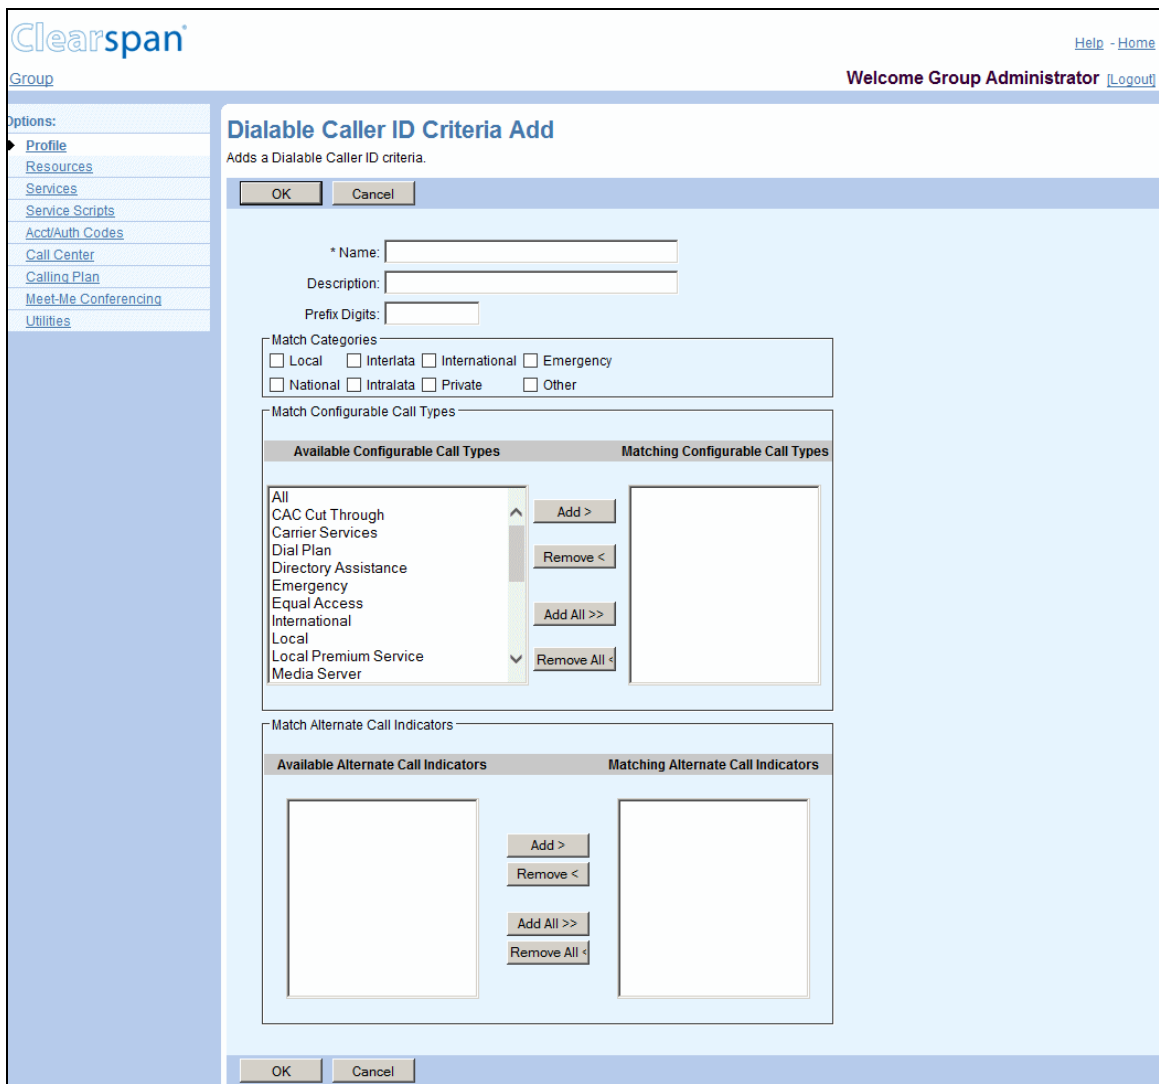 Clearspan
Help - Home
Group
Welcome Group Administrator [Logout]
Options:
Profile
Resources
Services
Service Scripts
Acct/Auth Codes
Call Center
Calling Plan
Meet-Me Conferencing
Utilities
Dialable Caller ID Criteria Add
Adds a Dialable Caller ID criteria.
OK Cancel
* Name:
Description:
Prefix Digits:
Match Categories
Local Interlata International Emergency
National Intralata Private Other
Match Configurable Call Types
Available Configurable Call Types Matching Configurable Call Types
All
CAC Cut Through
Carrier Services
Dial Plan
Directory Assistance
Emergency
Equal Access
International
Local
Local Premium Service
Media Server
Add >
Remove <
Add All >>
Remove All <
Match Alternate Call Indicators
Available Alternate Call Indicators Matching Alternate Call Indicators
Add >
Remove <
Add All >>
Remove All <
OK Cancel